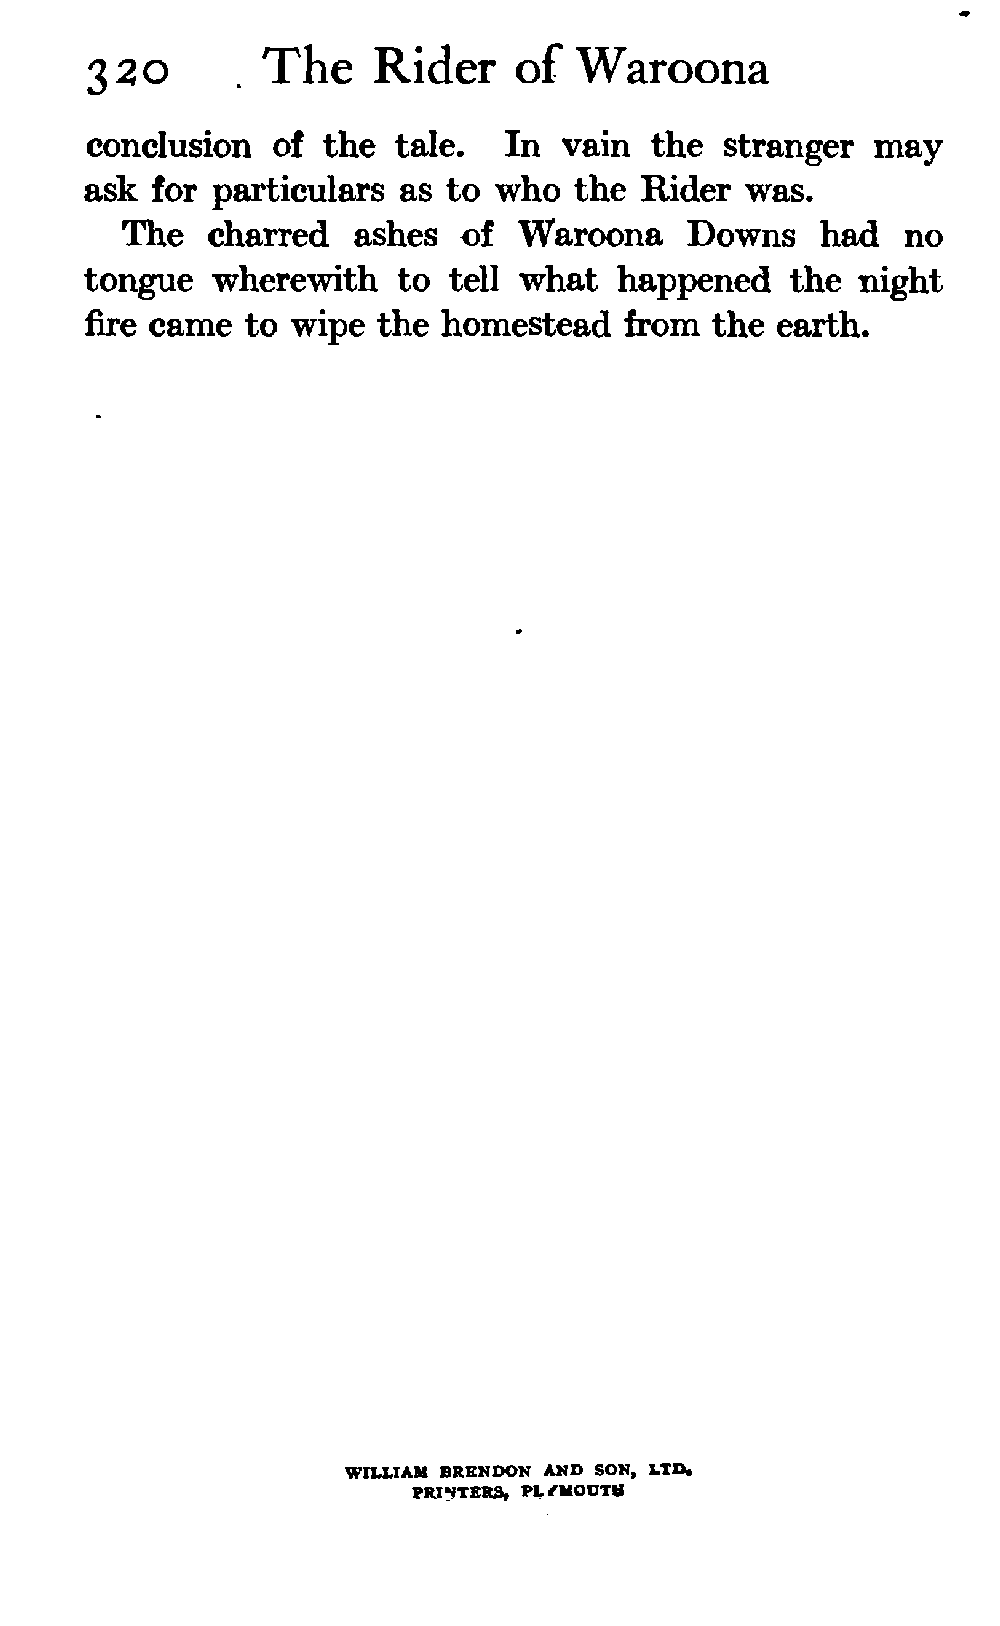 320 The Rider of Waroona
conclusion of the tale. In vain the stranger may
ask for particulars as to who the Rider was.
The charred ashes of Waroona Downs had no
tongue wherewith to tell what happened the night
fire came to wipe the homestead from the earth.
WILLIAM BRENDON AND SON, LTD.
PRINTERS, PLYMOUTH